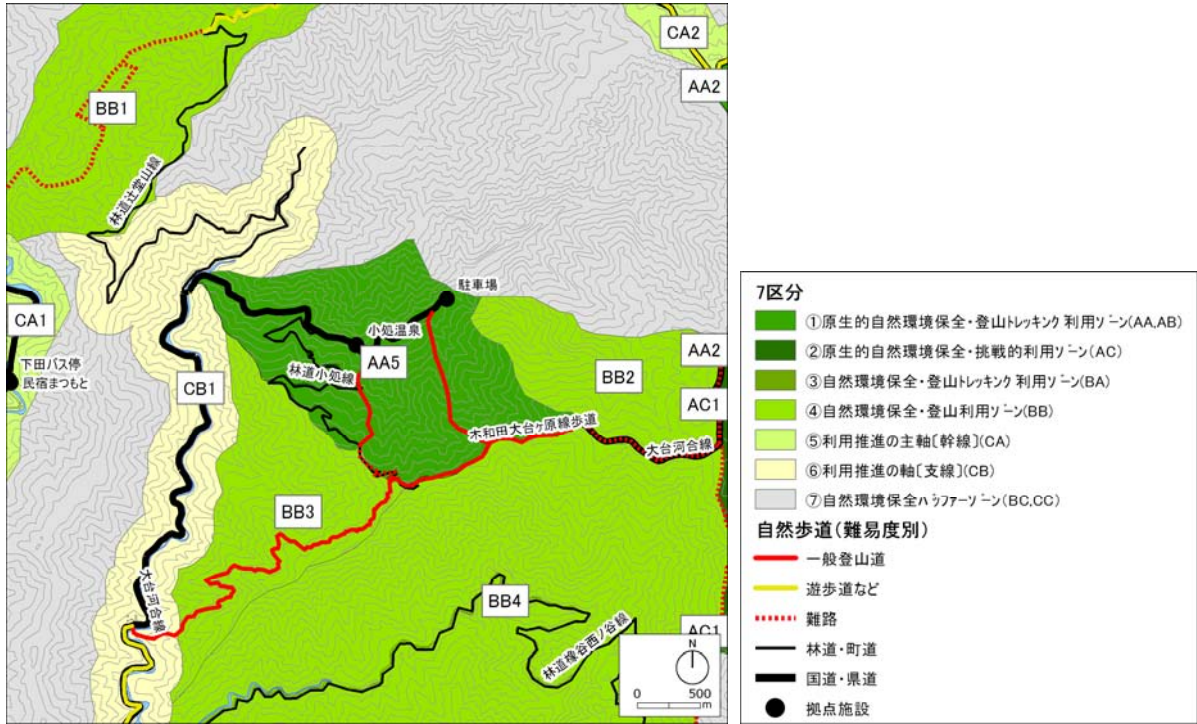 CA2
AA2
BB1
林道辻堂山線
駐車場
小処温泉
AA5
CA1
下田バス停
民宿まつもと
CB1
林道小処線
BB2
AA2
AC1
木和田大台ヶ原線歩道
大台河合線
BB3
大台河合線
BB4
林道橡谷西ノ谷線
AC1
N
0 500
m
7区分
①原生的自然環境保全・登山トレッキング 利用ゾーン(AA,AB)
②原生的自然環境保全・挑戦的利用ゾーン(AC)
③自然環境保全・登山トレッキング 利用ゾーン(BA)
④自然環境保全・登山利用ゾーン(BB)
⑤利用推進の主軸〔幹線〕(CA)
⑥利用推進の軸〔支線〕(CB)
⑦自然環境保全バッファーゾーン(BC,CC)
自然歩道(難易度別)
一般登山道
遊歩道など
難路
林道・町道
国道・県道
拠点施設